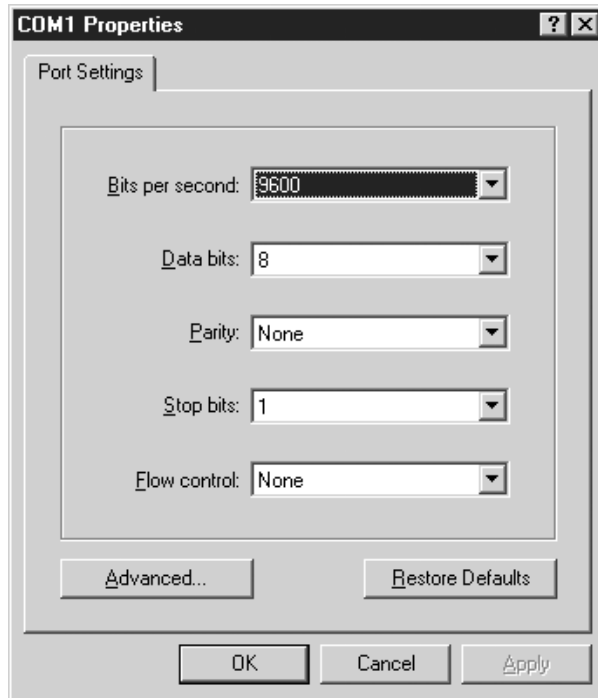 COM1 Properties
Port Settings
Bits per second: 9600
Data bits: 8
Parity: None
Stop bits: 1
Flow control: None
Advanced... Restore Defaults
OK Cancel Apply